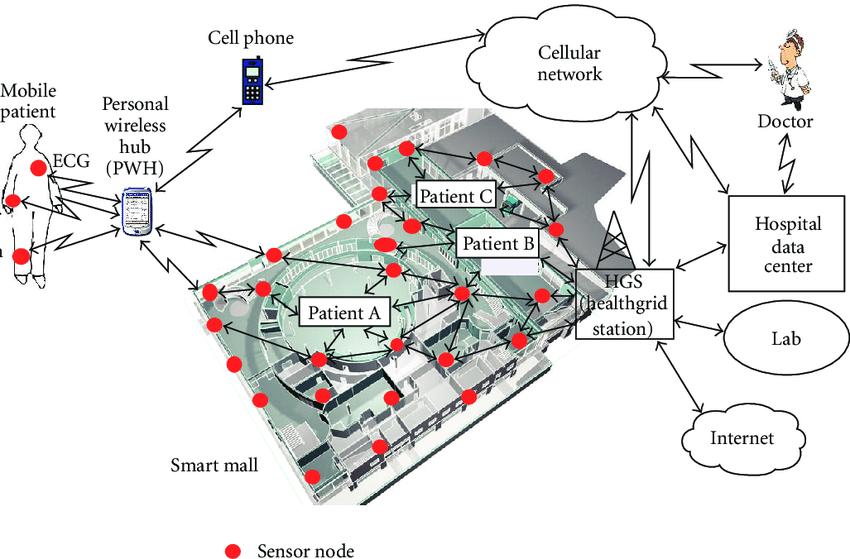 Mobile
patient
ECG
Personal
wireless
hub
(PWH)
Cell phone
Cellular
network
Doctor
Patient C
Patient B
Patient A
HGS
(healthgrid
station)
Hospital
data
center
Lab
Internet
Smart mall
Sensor node